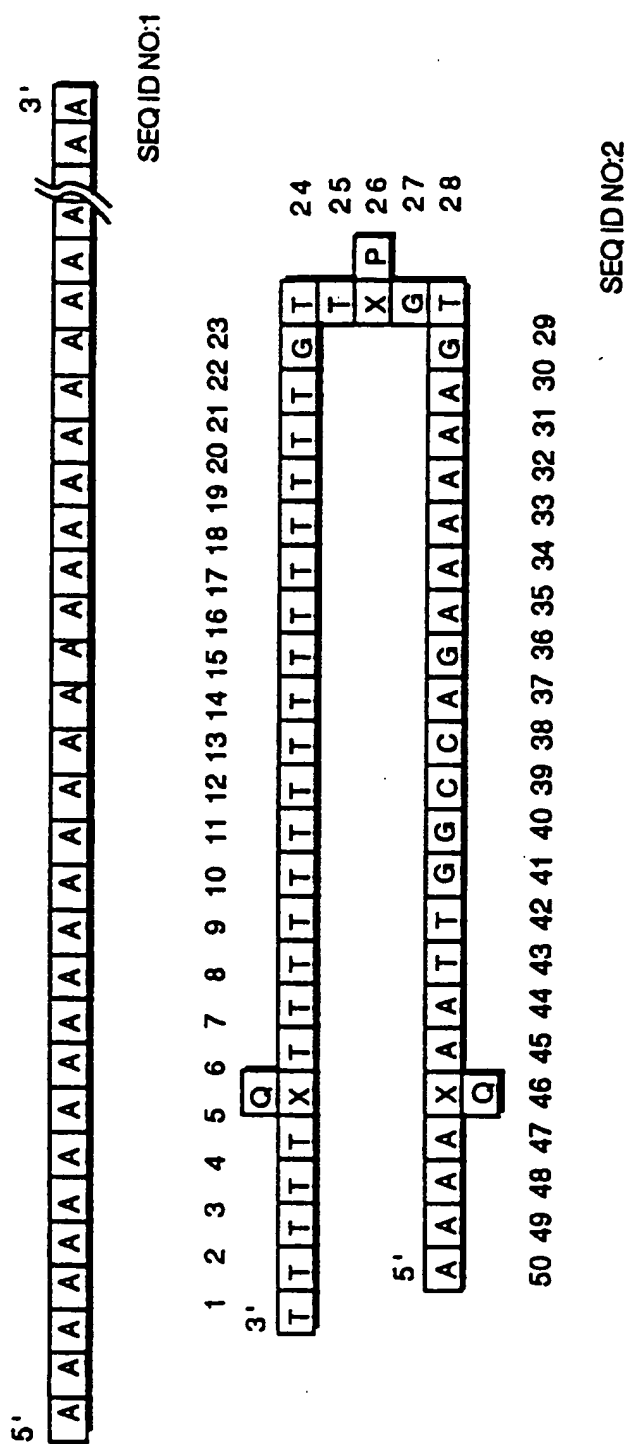 5' 3'
A A A A A A A A A A A A A A A A A A A A A A A A A A A A A A
SEQ ID NO:1
1 2 3 4 5 6 7 8 9 10 11 12 13 14 15 16 17 18 19 20 21 22 23
3'
Q
T T T T T X T T T T T T T T T T T T T T T T G T 24
T 25
X P 26
G 27
5'
A A A A X A A T T G G C C A G A A A A A A G T 28
Q
50 49 48 47 46 45 44 43 42 41 40 39 38 37 36 35 34 33 32 31 30 29
SEQ ID NO:2